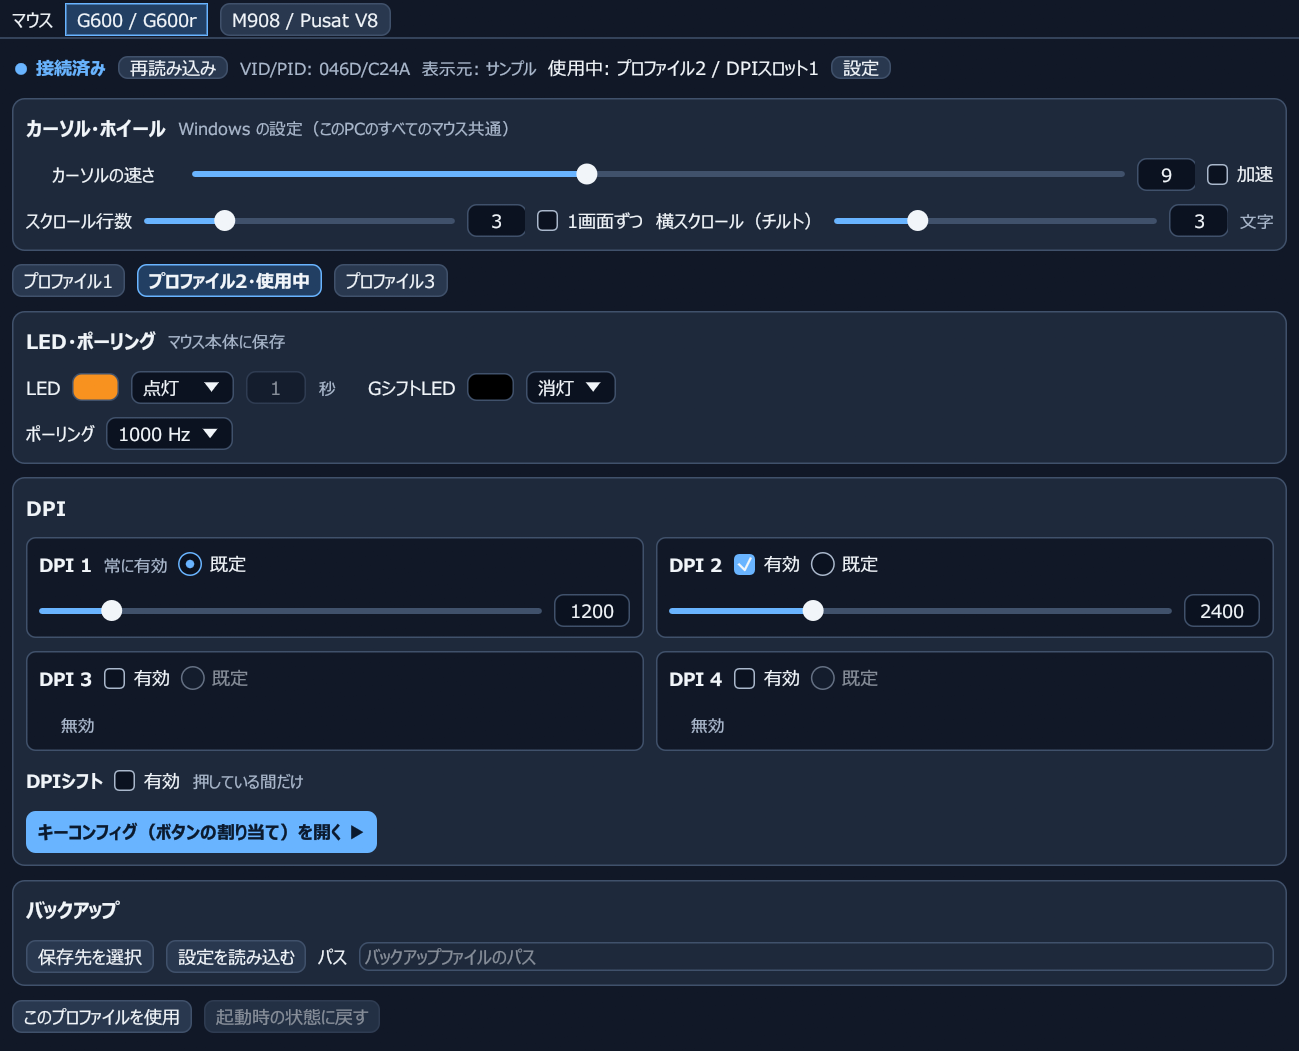 マウス G600 / G600r M908 / Pusat V8
接続済み 再読み込み VID/PID: 046D/C24A 表示元: サンプル 使用中: プロファイル2 / DPIスロット1 設定
カーソル・ホイール Windows の設定（このPCのすべてのマウス共通）
カーソルの速さ 9 加速
スクロール行数 3 1画面ずつ 横スクロール（チルト） 3 文字
プロファイル1 プロファイル2・使用中 プロファイル3
LED・ポーリング マウス本体に保存
LED 点灯 ▼ 1 秒 GシフトLED 消灯 ▼
ポーリング 1000 Hz ▼
DPI
DPI 1 常に有効 既定
1200
DPI 2 有効 既定
2400
DPI 3 有効 既定
無効
DPI 4 有効 既定
無効
DPIシフト 有効 押している間だけ
キーコンフィグ（ボタンの割り当て）を開く ▶
バックアップ
保存先を選択 設定を読み込む パス バックアップファイルのパス
このプロファイルを使用 起動時の状態に戻す